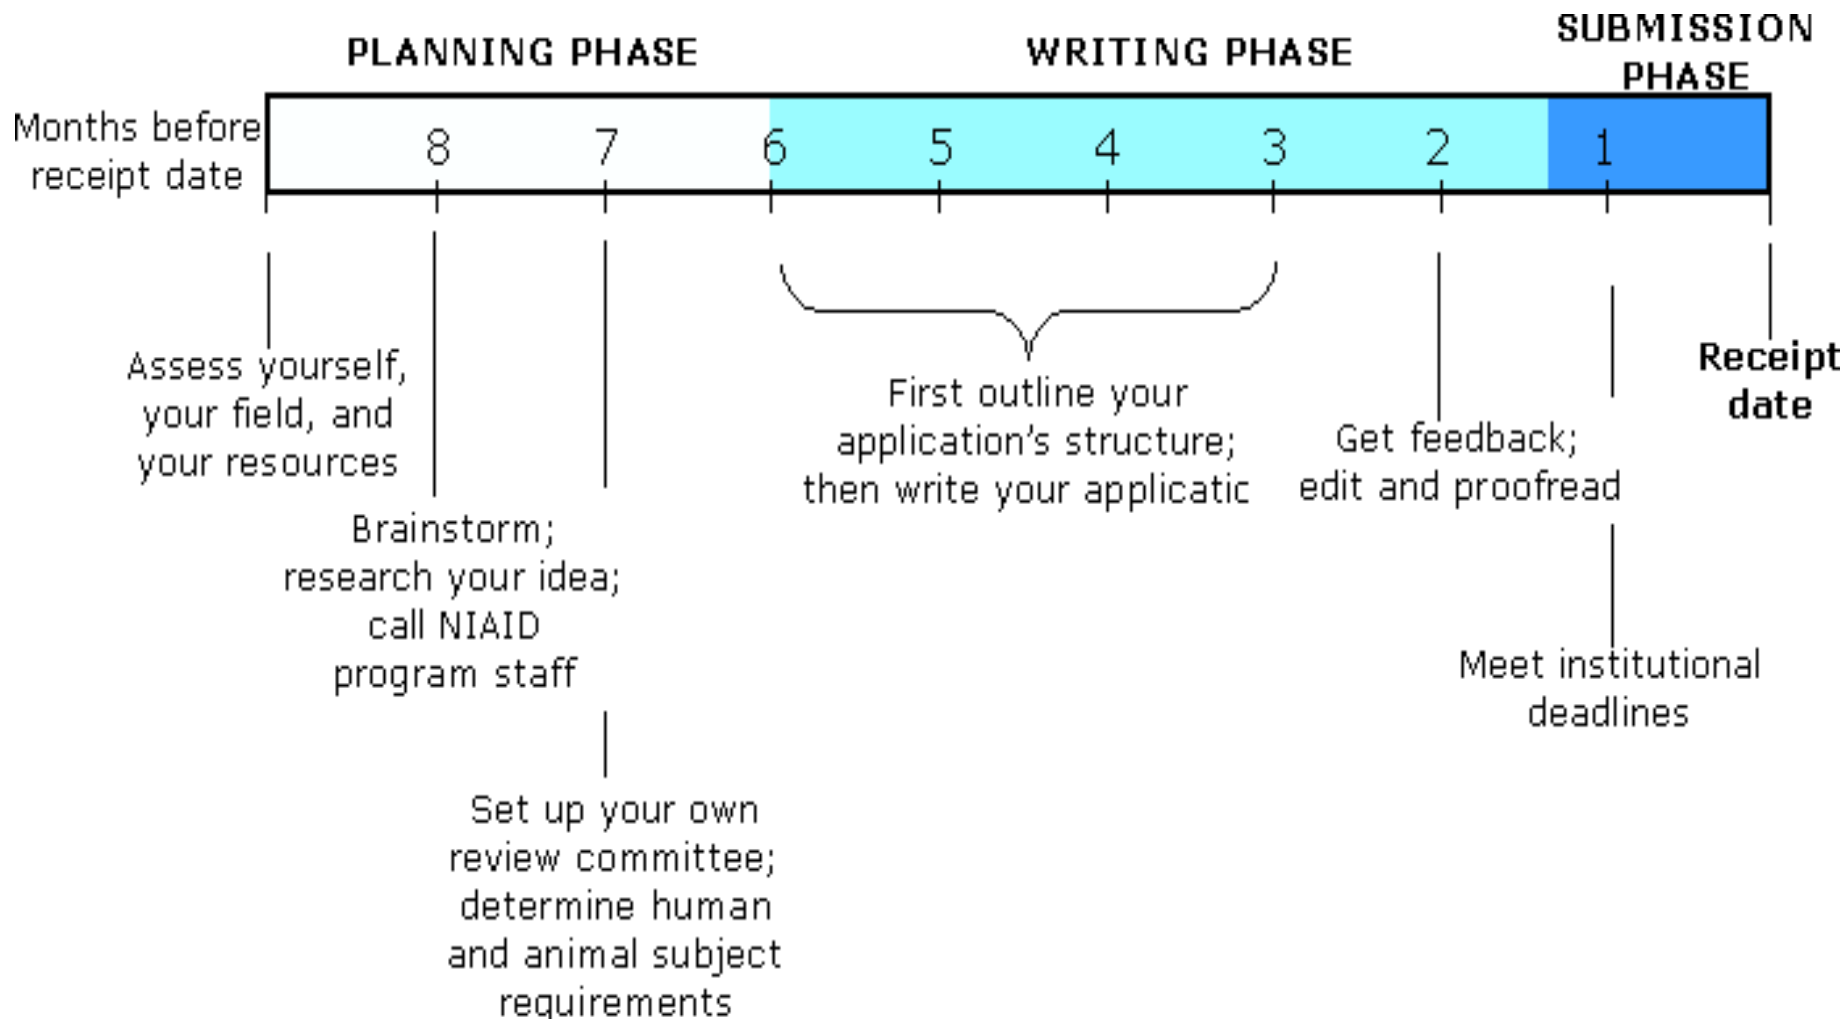 PLANNING PHASE
WRITING PHASE
SUBMISSION
PHASE
Months before
receipt date
8 7 6 5 4 3 2 1
Assess yourself,
your field, and
your resources
Brainstorm;
research your idea;
call NIAID
program staff
Set up your own
review committee;
determine human
and animal subject
requirements
First outline your
application's structure;
then write your applicatic
Get feedback;
edit and proofread
Meet institutional
deadlines
Receipt
date